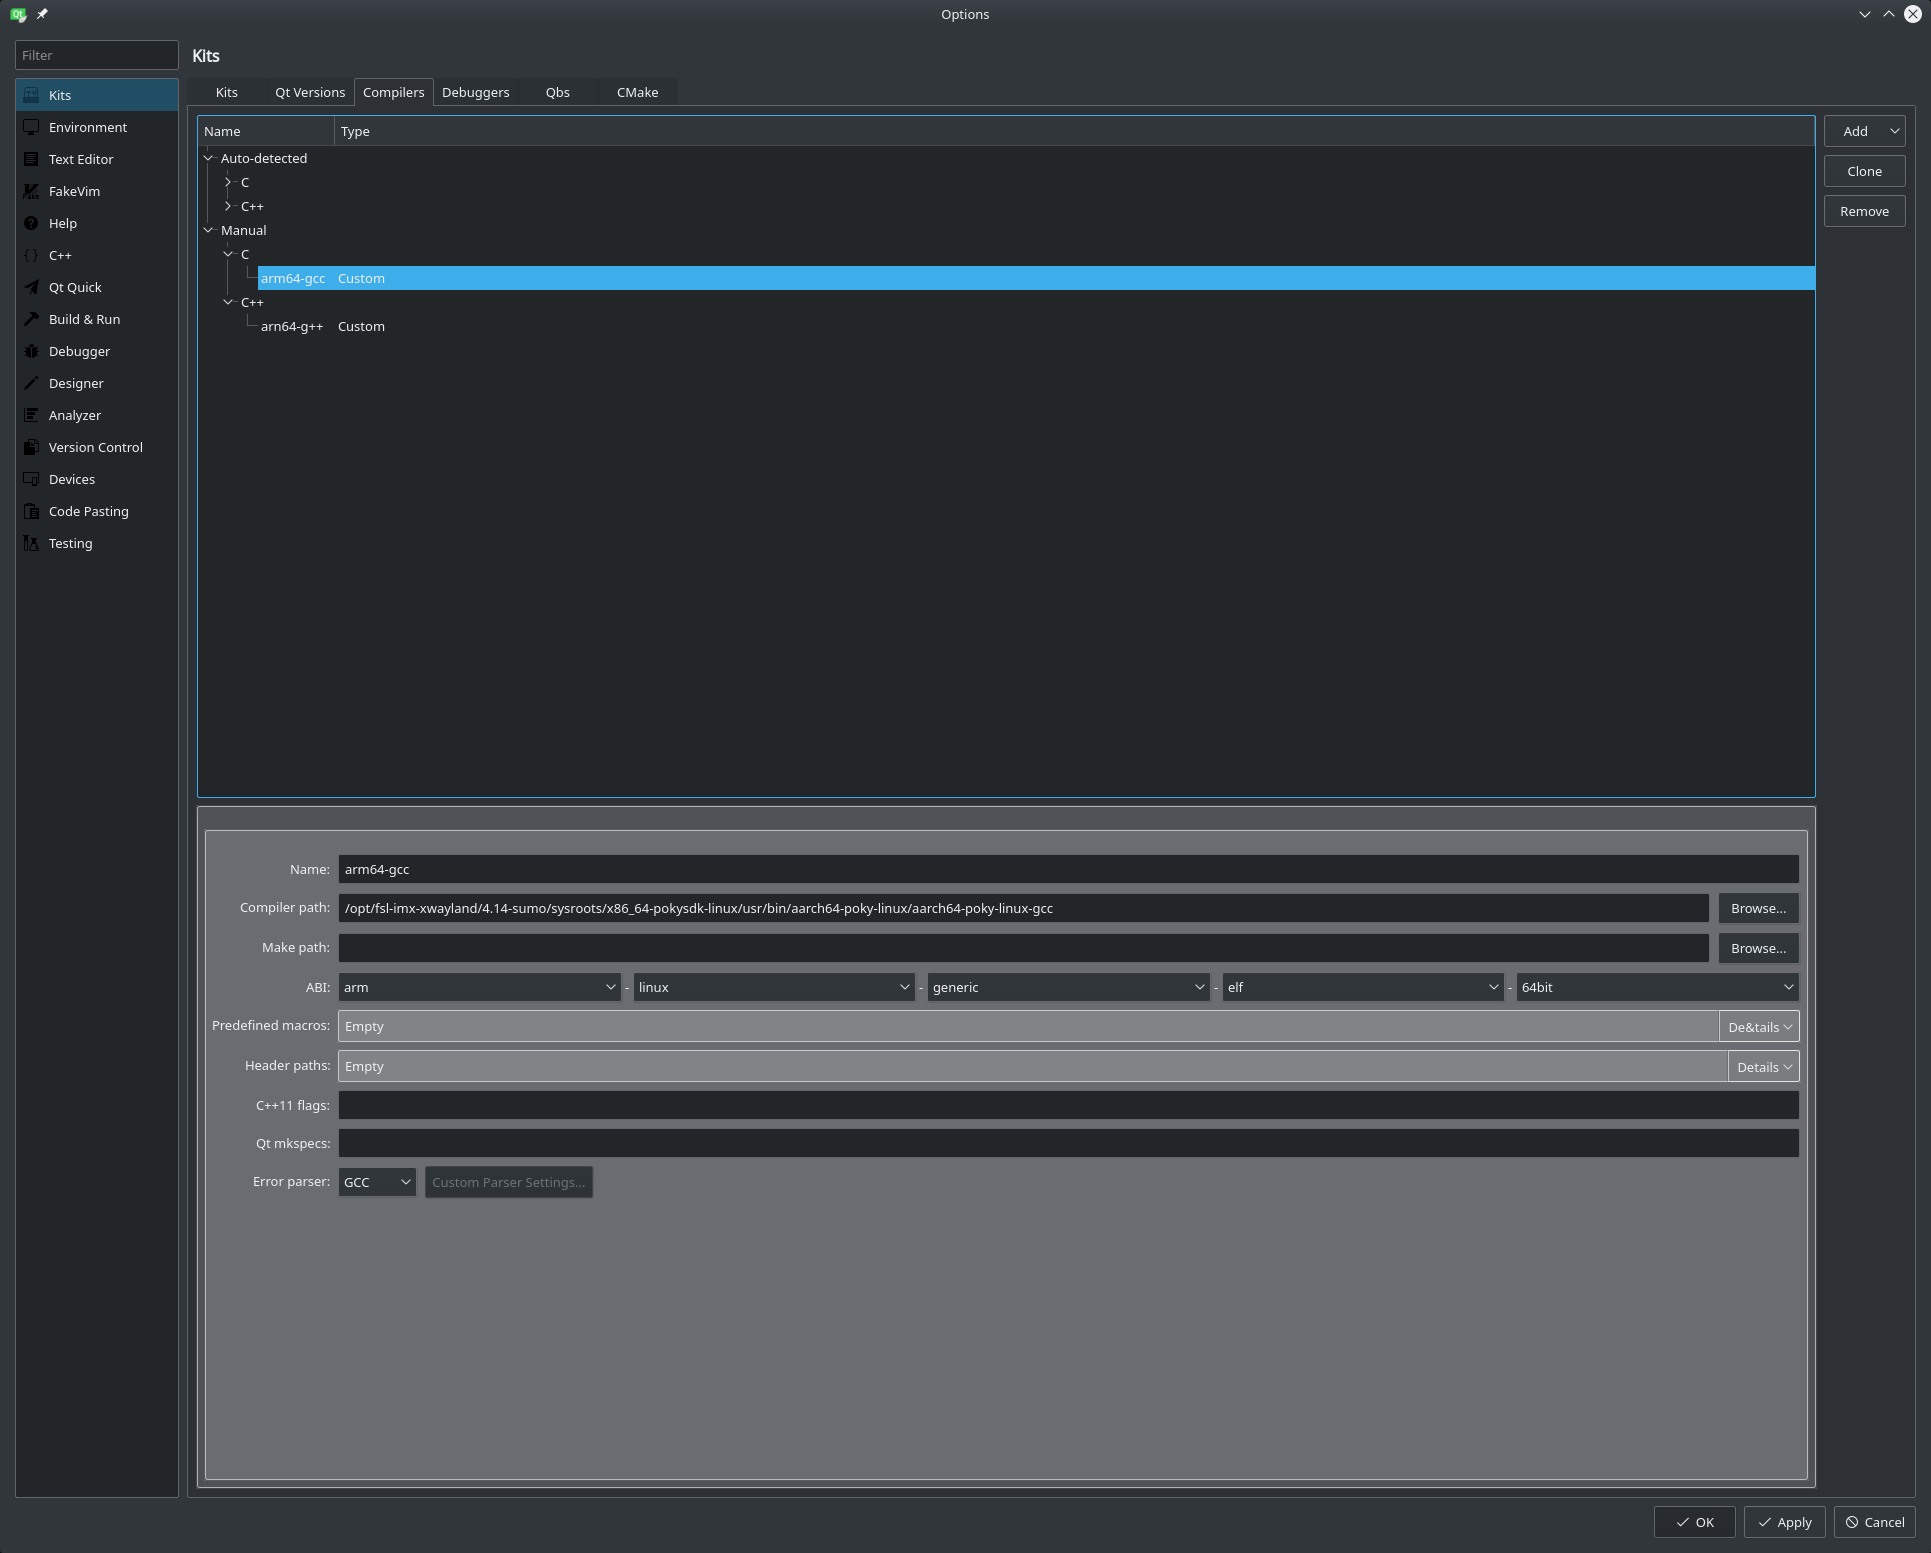 Options
Filter
Kits
Environment
Text Editor
FakeVim
Help
C++
Qt Quick
Build & Run
Debugger
Designer
Analyzer
Version Control
Devices
Code Pasting
Testing
Kits
Kits Qt Versions Compilers Debuggers Qbs CMake
Name Type
Auto-detected
C
C++
Manual
C
arm64-gcc Custom
C++
arn64-g++ Custom
Add
Clone
Remove
Name: arm64-gcc
Compiler path: /opt/fsl-imx-xwayland/4.14-sumo/sysroots/x86_64-pokysdk-linux/usr/bin/aarch64-poky-linux/aarch64-poky-linux-gcc Browse...
Make path: Browse...
ABI: arm - linux - generic - elf - 64bit
Predefined macros: Empty De&tails
Header paths: Empty Details
C++11 flags:
Qt mkspecs:
Error parser: GCC Custom Parser Settings...
OK Apply Cancel